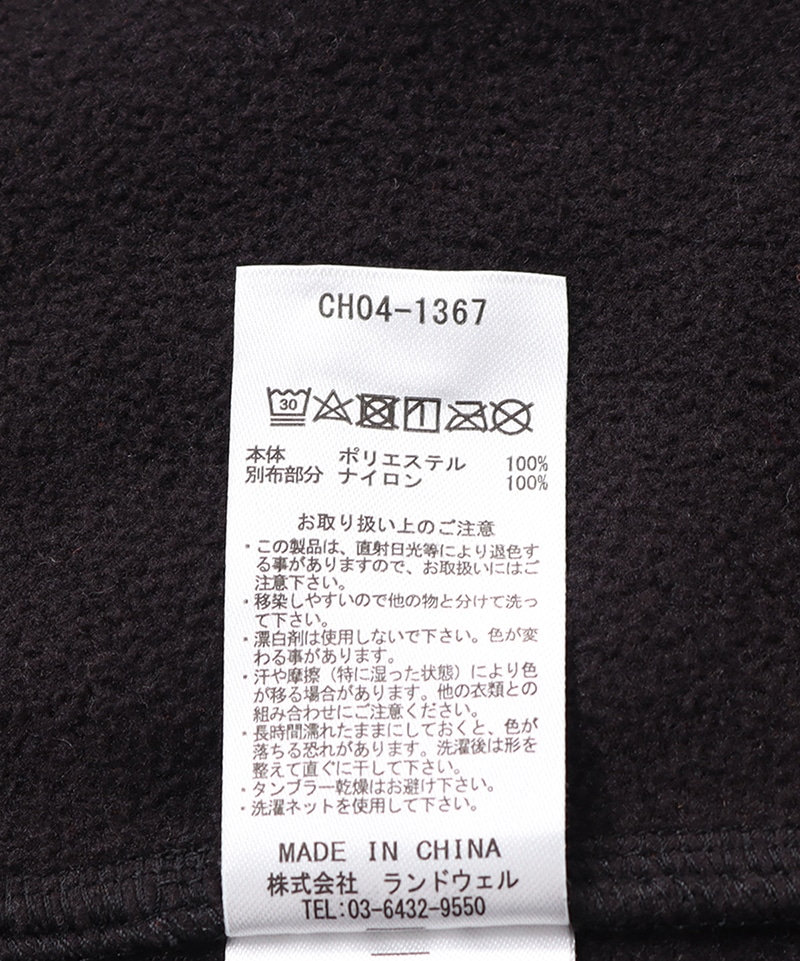 CH04-1367
30
本体 ポリエステル 100%
別布部分 ナイロン 100%
お取り扱い上のご注意
・この製品は、直射日光等により退色す
る事がありますので、お取扱いにはご
注意下さい。
・移染しやすいので他の物と分けて洗っ
て下さい。
・漂白剤は使用しないで下さい。色が変
わる事があります。
・汗や摩擦（特に湿った状態）により色
が移る場合があります。他の衣類との
組み合わせにご注意ください。
・長時間濡れたままにしておくと、色が
落ちる恐れがあります。洗濯後は形を
整えて直ぐに干して下さい。
・タンブラー乾燥はお避け下さい。
・洗濯ネットを使用して下さい。
MADE IN CHINA
株式会社 ランドウェル
TEL:03-6432-9550